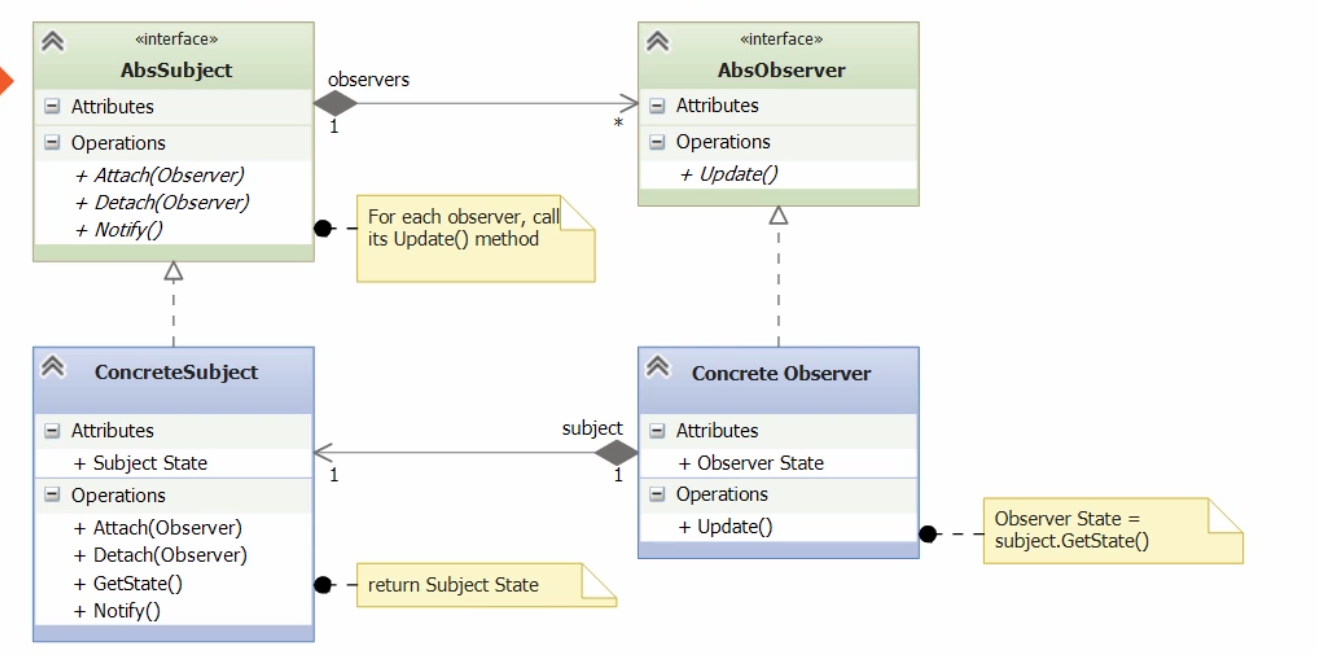 «interface»
AbsSubject
Attributes
Operations
+ Attach(Observer)
+ Detach(Observer)
+ Notify()
observers
1
*
«interface»
AbsObserver
Attributes
Operations
+ Update()
For each observer, call
its Update() method
ConcreteSubject
Attributes
+ Subject State
Operations
+ Attach(Observer)
+ Detach(Observer)
+ GetState()
+ Notify()
subject
1
1
Concrete Observer
Attributes
+ Observer State
Operations
+ Update()
return Subject State
Observer State =
subject.GetState()